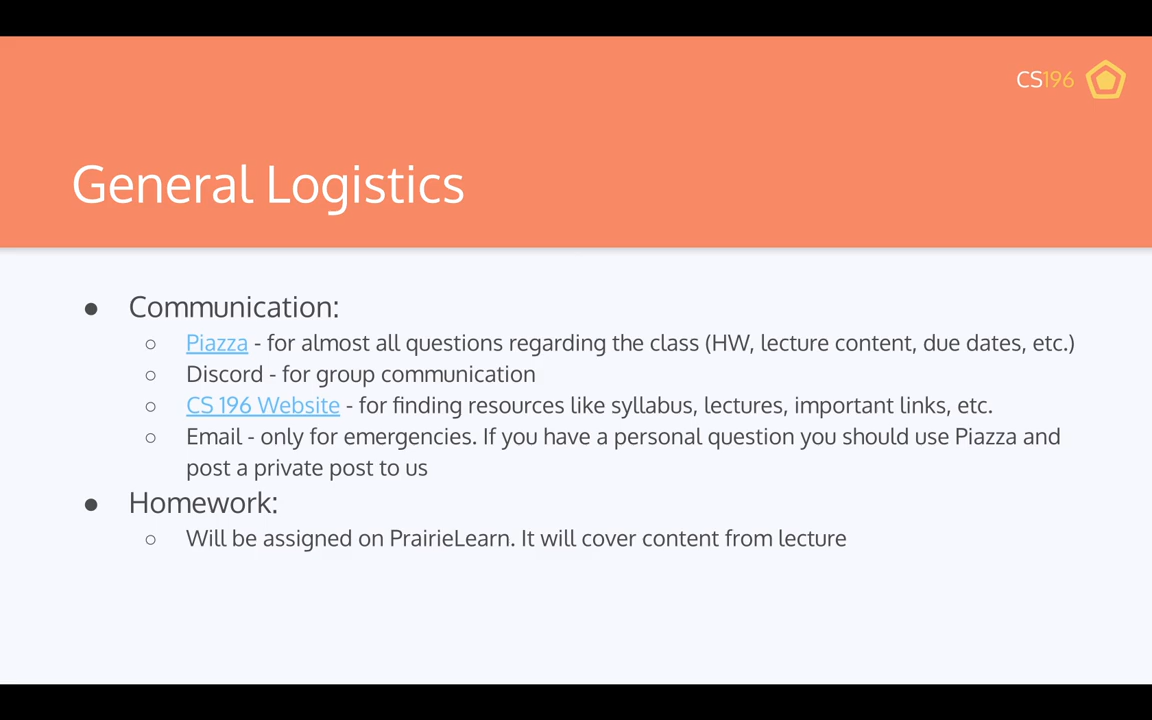 CS196
General Logistics
● Communication:
○ Piazza - for almost all questions regarding the class (HW, lecture content, due dates, etc.)
○ Discord - for group communication
○ CS 196 Website - for finding resources like syllabus, lectures, important links, etc.
○ Email - only for emergencies. If you have a personal question you should use Piazza and
post a private post to us
● Homework:
○ Will be assigned on PrairieLearn. It will cover content from lecture